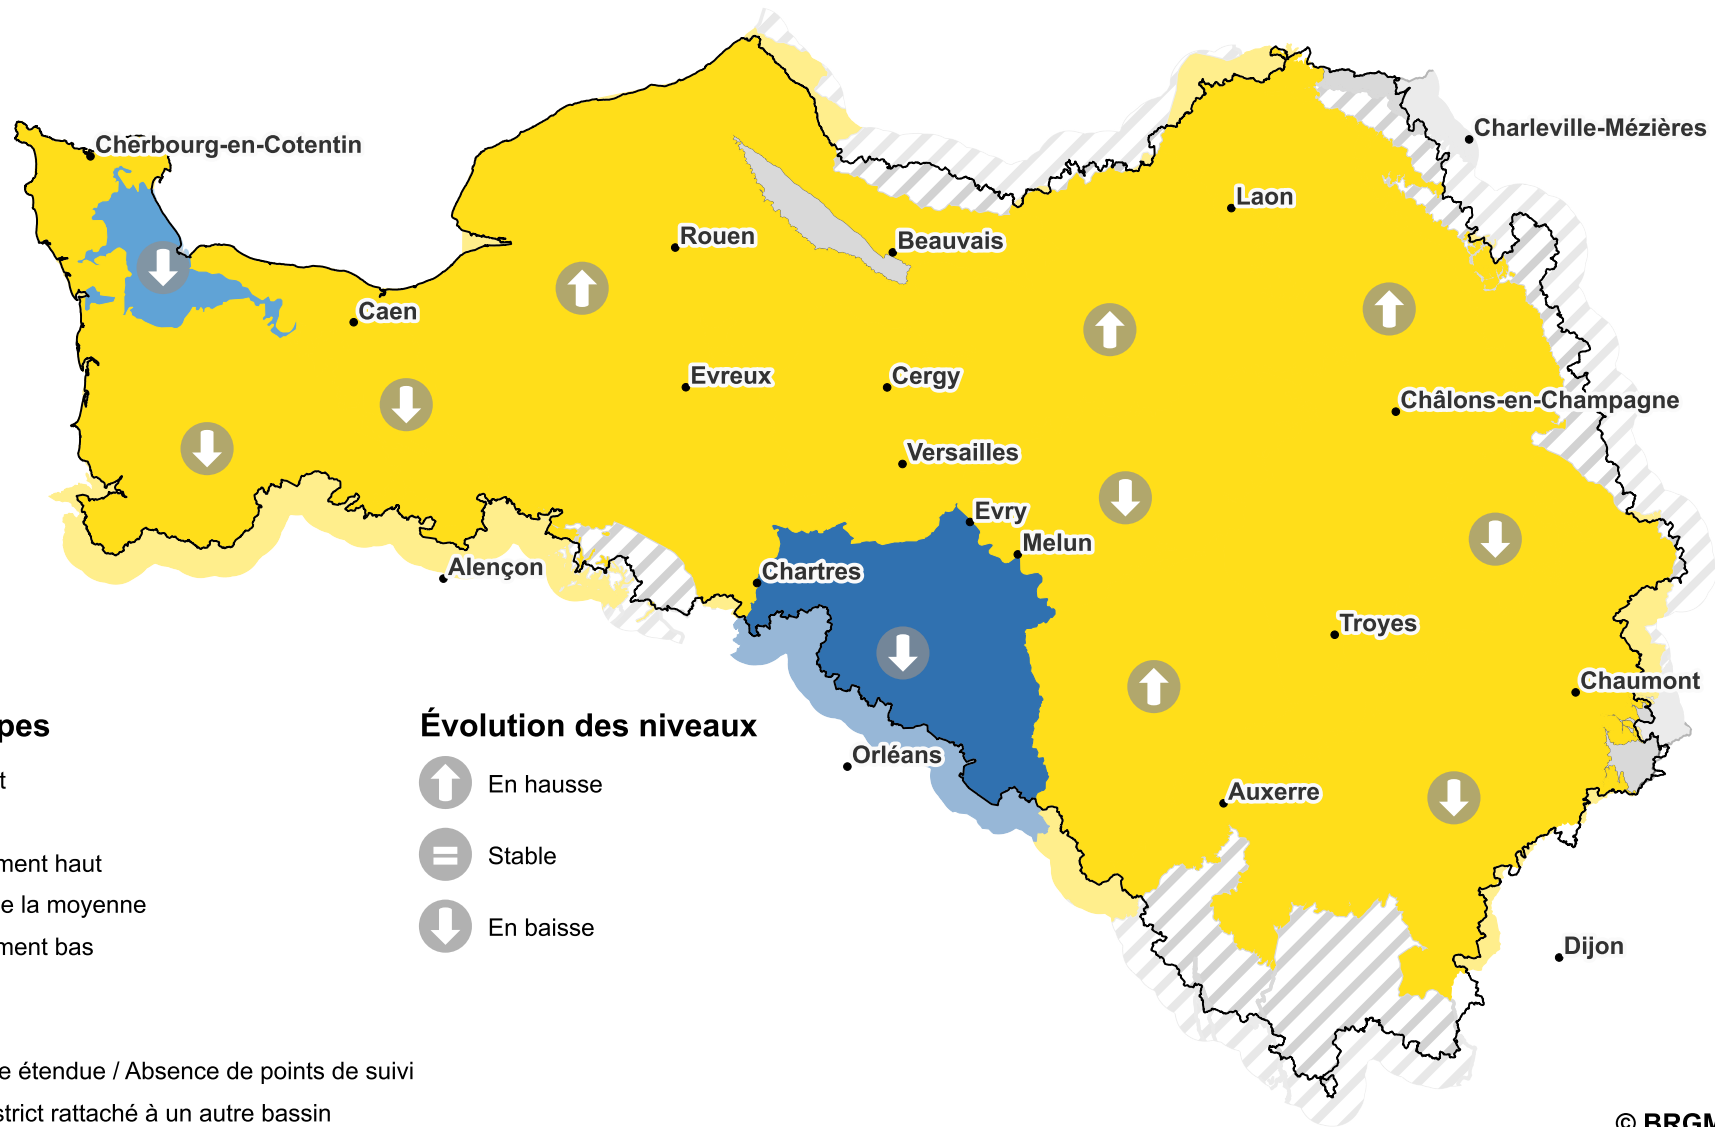 Charleville-Mézières
Cherbourg-en-Cotentin
Laon
Rouen
Beauvais
Caen
Evreux
Cergy
Châlons-en-Champagne
Versailles
Evry
Melun
Alençon
Chartres
Troyes
Chaumont
Orléans
Auxerre
Dijon
pes
t
ment haut
e la moyenne
ment bas
e étendue / Absence de points de suivi
strict rattaché à un autre bassin
Évolution des niveaux
En hausse
Stable
En baisse
© BRGM